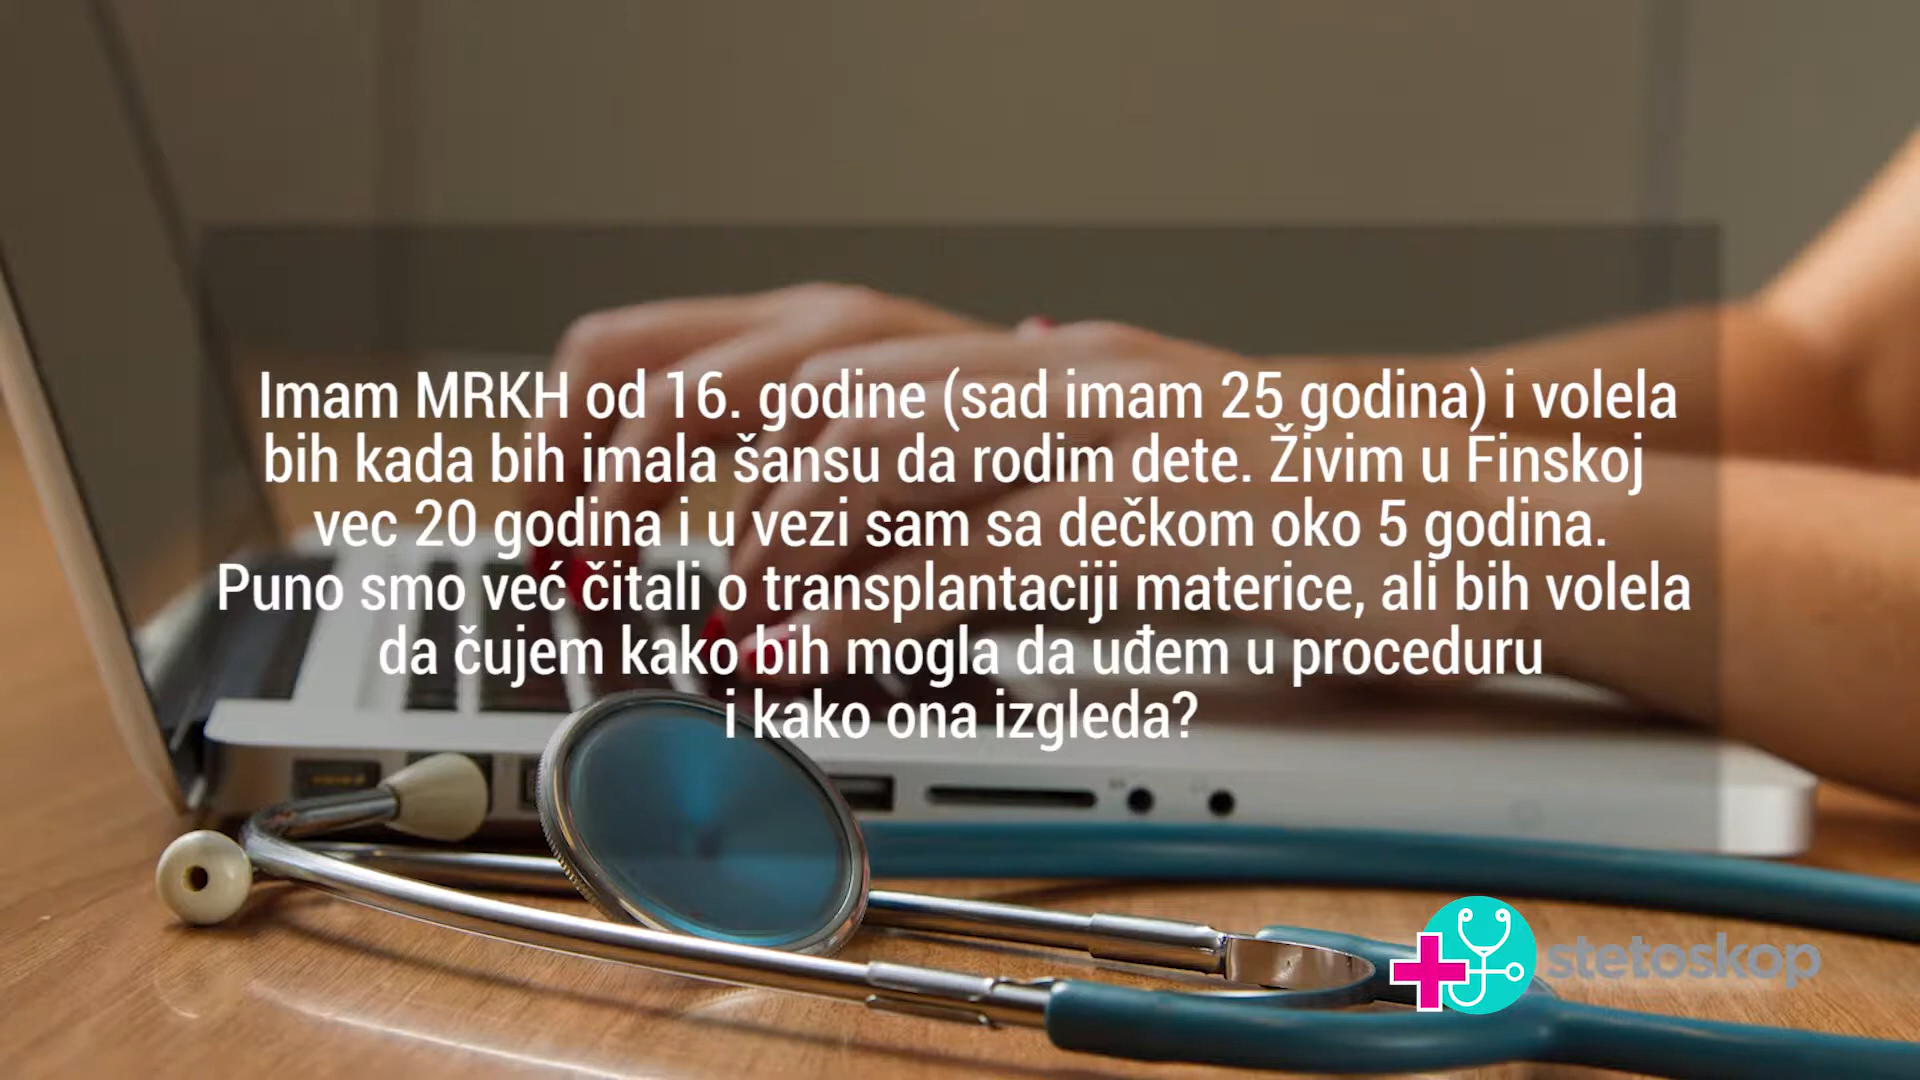 Imam MRKH od 16. godine (sad imam 25 godina) i volela
bih kada bih imala šansu da rodim dete. Živim u Finskoj
vec 20 godina i u vezi sam sa dečkom oko 5 godina.
Puno smo već čitali o transplantaciji materice, ali bih volela
da čujem kako bih mogla da uđem u proceduru
i kako ona izgleda?
stetoskop